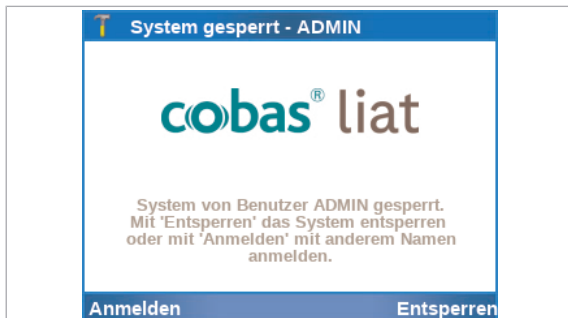 System gesperrt - ADMIN
cobas® liat
System von Benutzer ADMIN gesperrt.
Mit 'Entsperren' das System entsperren
oder mit 'Anmelden' mit anderem Namen
anmelden.
Anmelden Entsperren